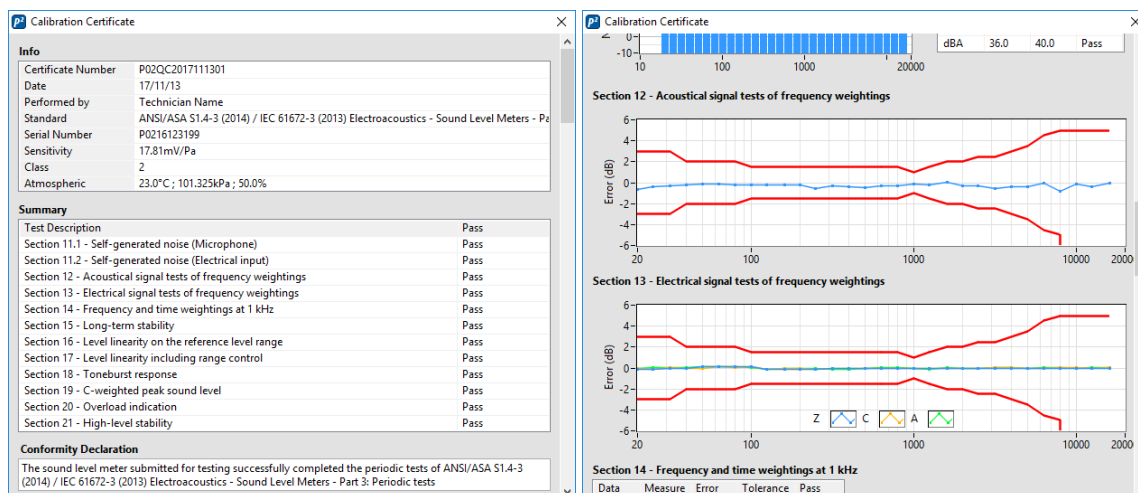 p² Calibration Certificate
Info
Certificate Number P02QC2017111301
Date 17/11/13
Performed by Technician Name
Standard ANSI/ASA S1.4-3 (2014) / IEC 61672-3 (2013) Electroacoustics - Sound Level Meters - Pa
Serial Number P0216123199
Sensitivity 17.81mV/Pa
Class 2
Atmospheric 23.0°C ; 101.325kPa ; 50.0%
Summary
Test Description Pass
Section 11.1 - Self-generated noise (Microphone) Pass
Section 11.2 - Self-generated noise (Electrical input) Pass
Section 12 - Acoustical signal tests of frequency weightings Pass
Section 13 - Electrical signal tests of frequency weightings Pass
Section 14 - Frequency and time weightings at 1 kHz Pass
Section 15 - Long-term stability Pass
Section 16 - Level linearity on the reference level range Pass
Section 17 - Level linearity including range control Pass
Section 18 - Toneburst response Pass
Section 19 - C-weighted peak sound level Pass
Section 20 - Overload indication Pass
Section 21 - High-level stability Pass
Conformity Declaration
The sound level meter submitted for testing successfully completed the periodic tests of ANSI/ASA S1.4-3
(2014) / IEC 61672-3 (2013) Electroacoustics - Sound Level Meters - Part 3: Periodic tests
p² Calibration Certificate
0
-10
10 100 1000 20000
dBA 36.0 40.0 Pass
Section 12 - Acoustical signal tests of frequency weightings
Error (dB)
6
4
2
0
-2
-4
-6
20 100 1000 10000 2000
Section 13 - Electrical signal tests of frequency weightings
Error (dB)
6
4
2
0
-2
-4
-6
Z C A
20 100 1000 10000 2000
Section 14 - Frequency and time weightings at 1 kHz
Data Measure Error Tolerance Pass